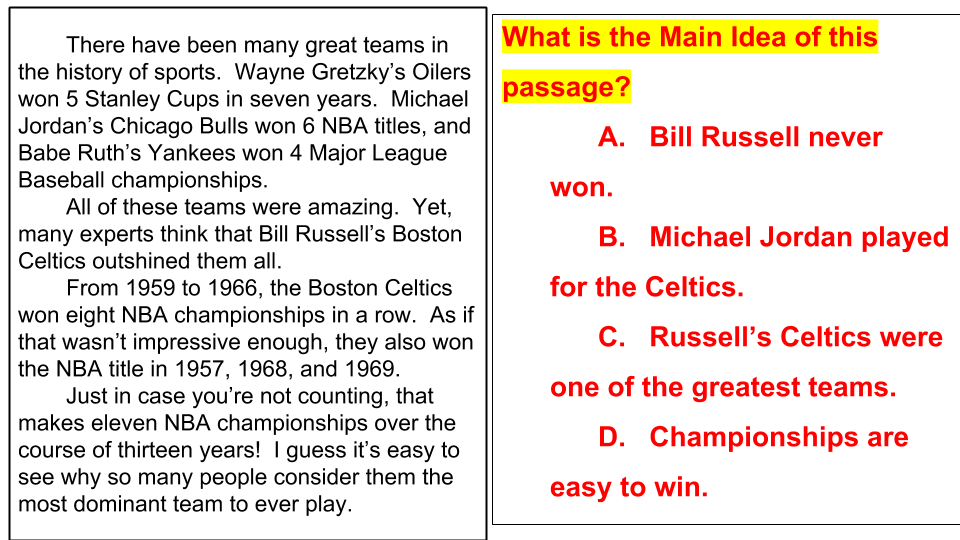 There have been many great teams in
the history of sports.  Wayne Gretzky’s Oilers
won 5 Stanley Cups in seven years.  Michael
Jordan’s Chicago Bulls won 6 NBA titles, and
Babe Ruth’s Yankees won 4 Major League
Baseball championships.
All of these teams were amazing.  Yet,
many experts think that Bill Russell’s Boston
Celtics outshined them all.
From 1959 to 1966, the Boston Celtics
won eight NBA championships in a row.  As if
that wasn’t impressive enough, they also won
the NBA title in 1957, 1968, and 1969.
Just in case you’re not counting, that
makes eleven NBA championships over the
course of thirteen years!  I guess it’s easy to
see why so many people consider them the
most dominant team to ever play.
What is the Main Idea of this
passage?
A. Bill Russell never
won.
B. Michael Jordan played
for the Celtics.
C. Russell’s Celtics were
one of the greatest teams.
D. Championships are
easy to win.